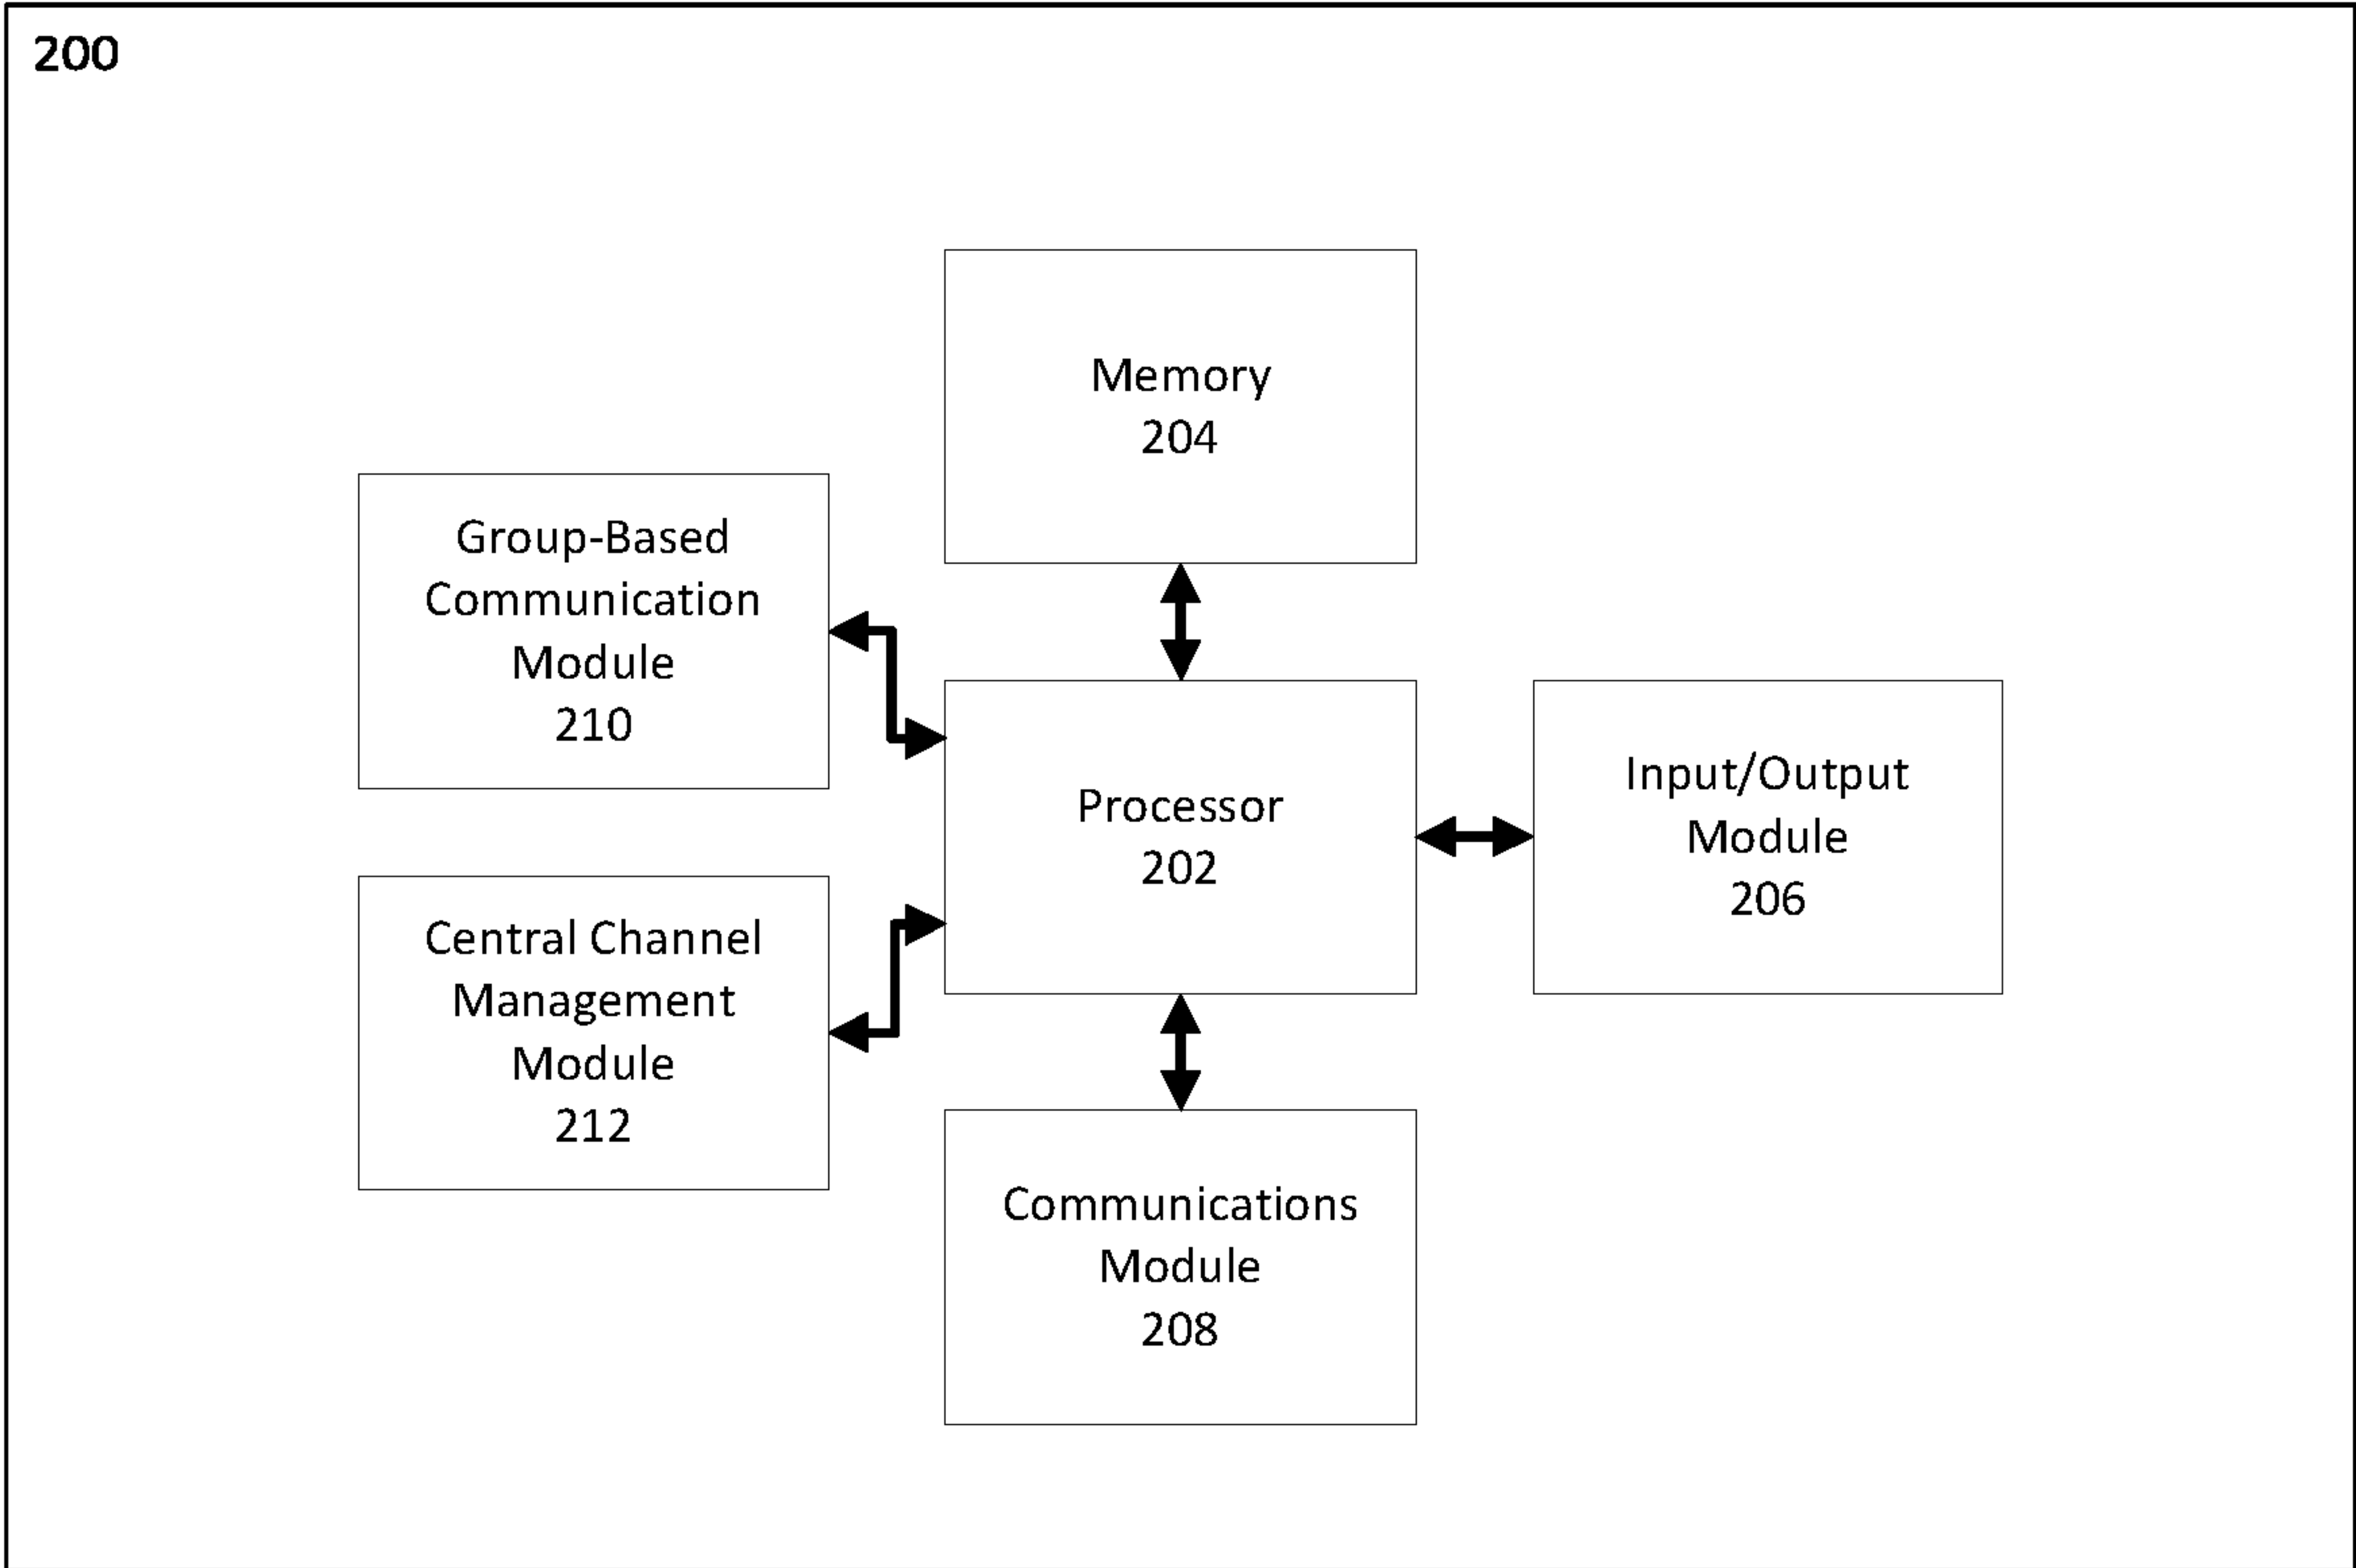 200
Memory
204
Group-Based
Communication
Module
210
Processor
202
Input/Output
Module
206
Central Channel
Management
Module
212
Communications
Module
208